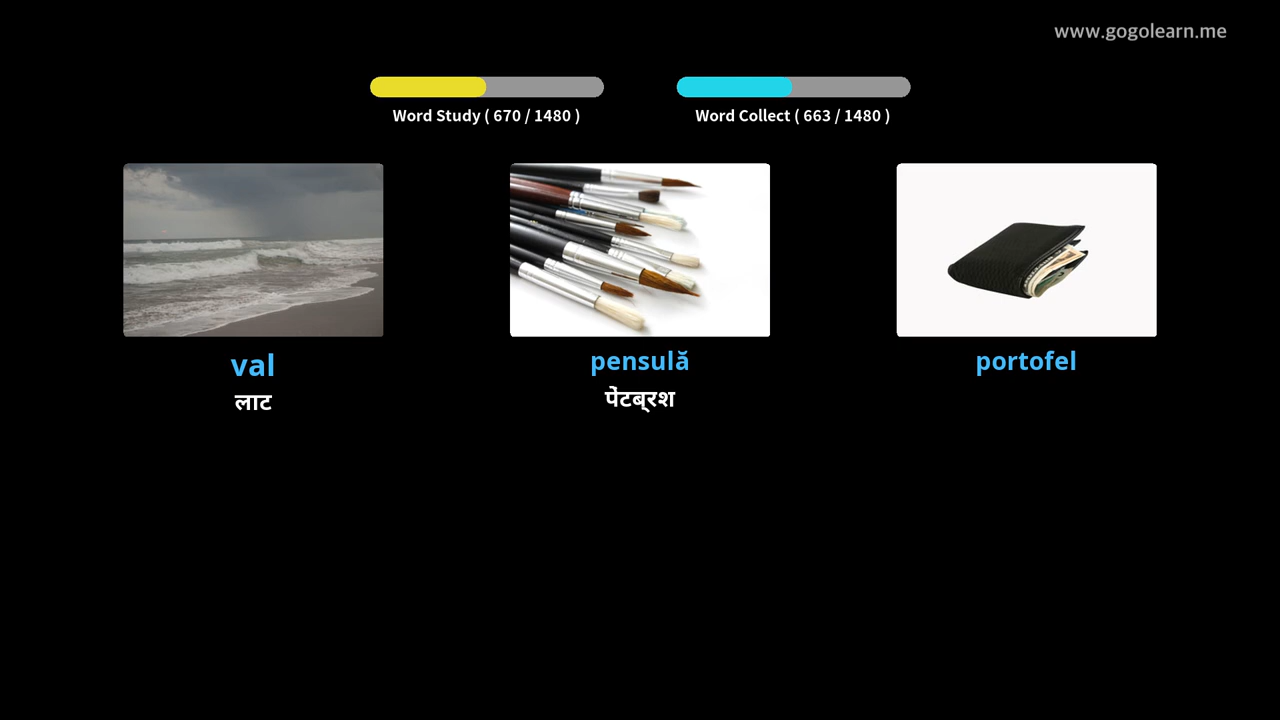 www.gogolearn.me
Word Study ( 670 / 1480 )
Word Collect ( 663 / 1480 )
val
pensulă
portofel
लाट
पेंटब्रश